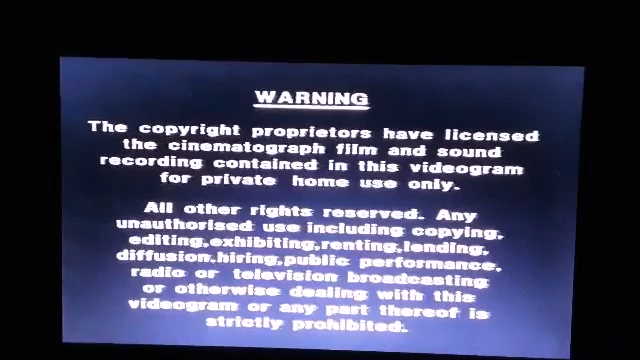 WARNING
The copyright proprietors have licensed
the cinematograph film and sound
recording contained in this videogram
for private home use only.
All other rights reserved. Any
unauthorised use including copying,
editing,exhibiting,renting,lending,
diffusion,hiring,public performance,
radio or television broadcasting
or otherwise dealing with this
videogram or any part thereof is
strictly prohibited.